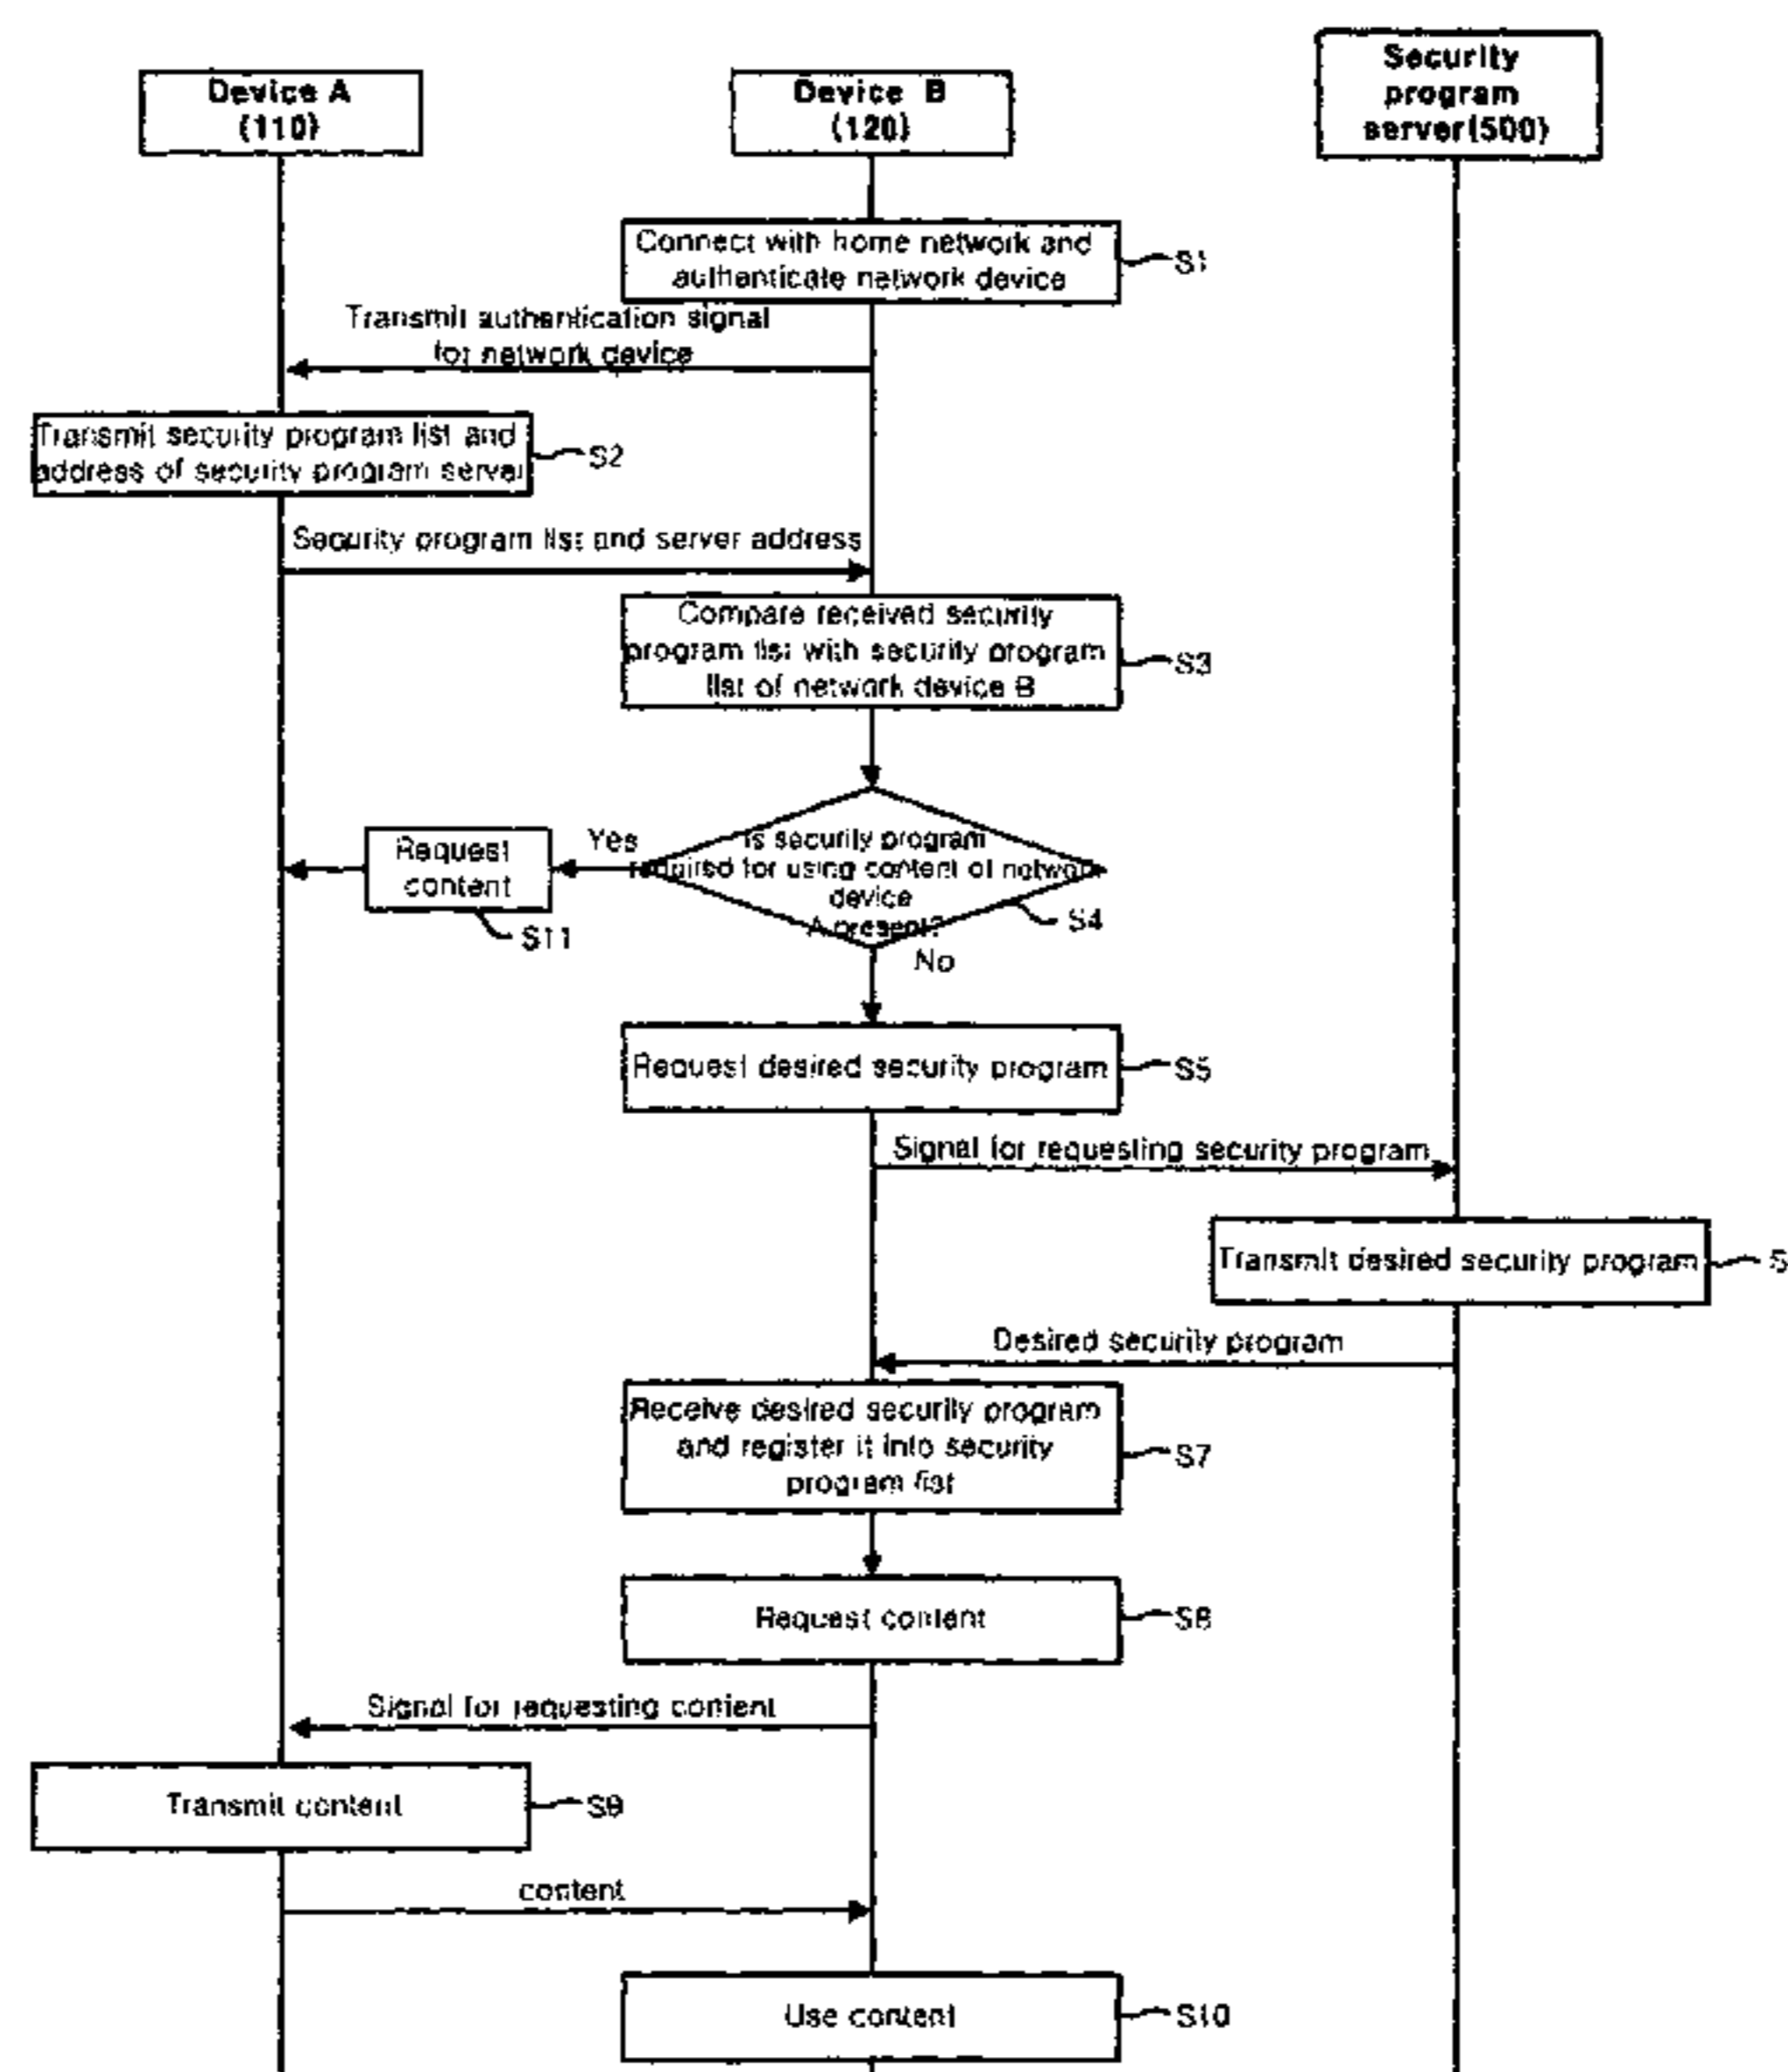 Device A
(110)
Device B
(120)
Security
program
server(500)
Connect with home network and
authenticate network device
S1
Transmit authentication signal
for network device
Transmit security program list and
address of security program server
S2
Security program list and server address
Compare received security
program list with security program
list of network device B
S3
Is security program
required for using content of network
device
A present?
S4
Yes
Request
content
S11
No
Request desired security program
S5
Signal for requesting security program
Transmit desired security program
S
Desired security program
Receive desired security program
and register it into security
program list
S7
Request content
S8
Signal for requesting content
Transmit content
S9
content
Use content
S10